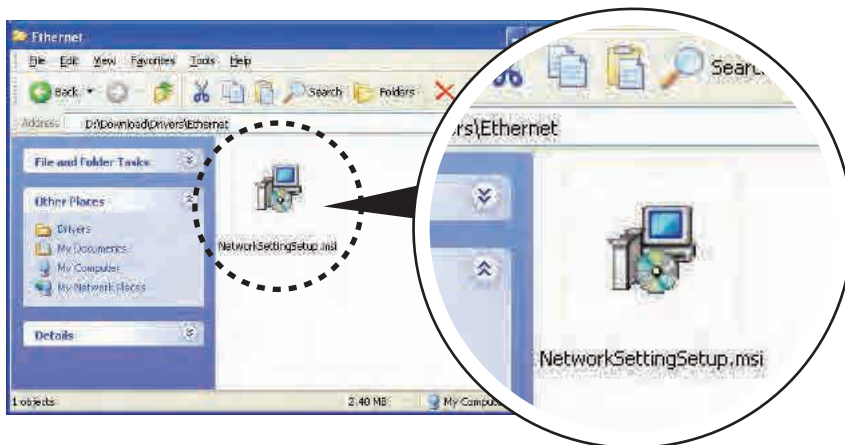 Ethernet
File Edit View Favorites Tools Help
Back Search Folders
Address D:\Download\Drivers\Ethernet
File and Folder Tasks
Other Places
Drivers
My Documents
My Computer
My Network Places
Details
NetworkSettingSetup.msi
1 objects 2.40 MB My Compute
Searc
rs\Ethernet
NetworkSettingSetup.msi